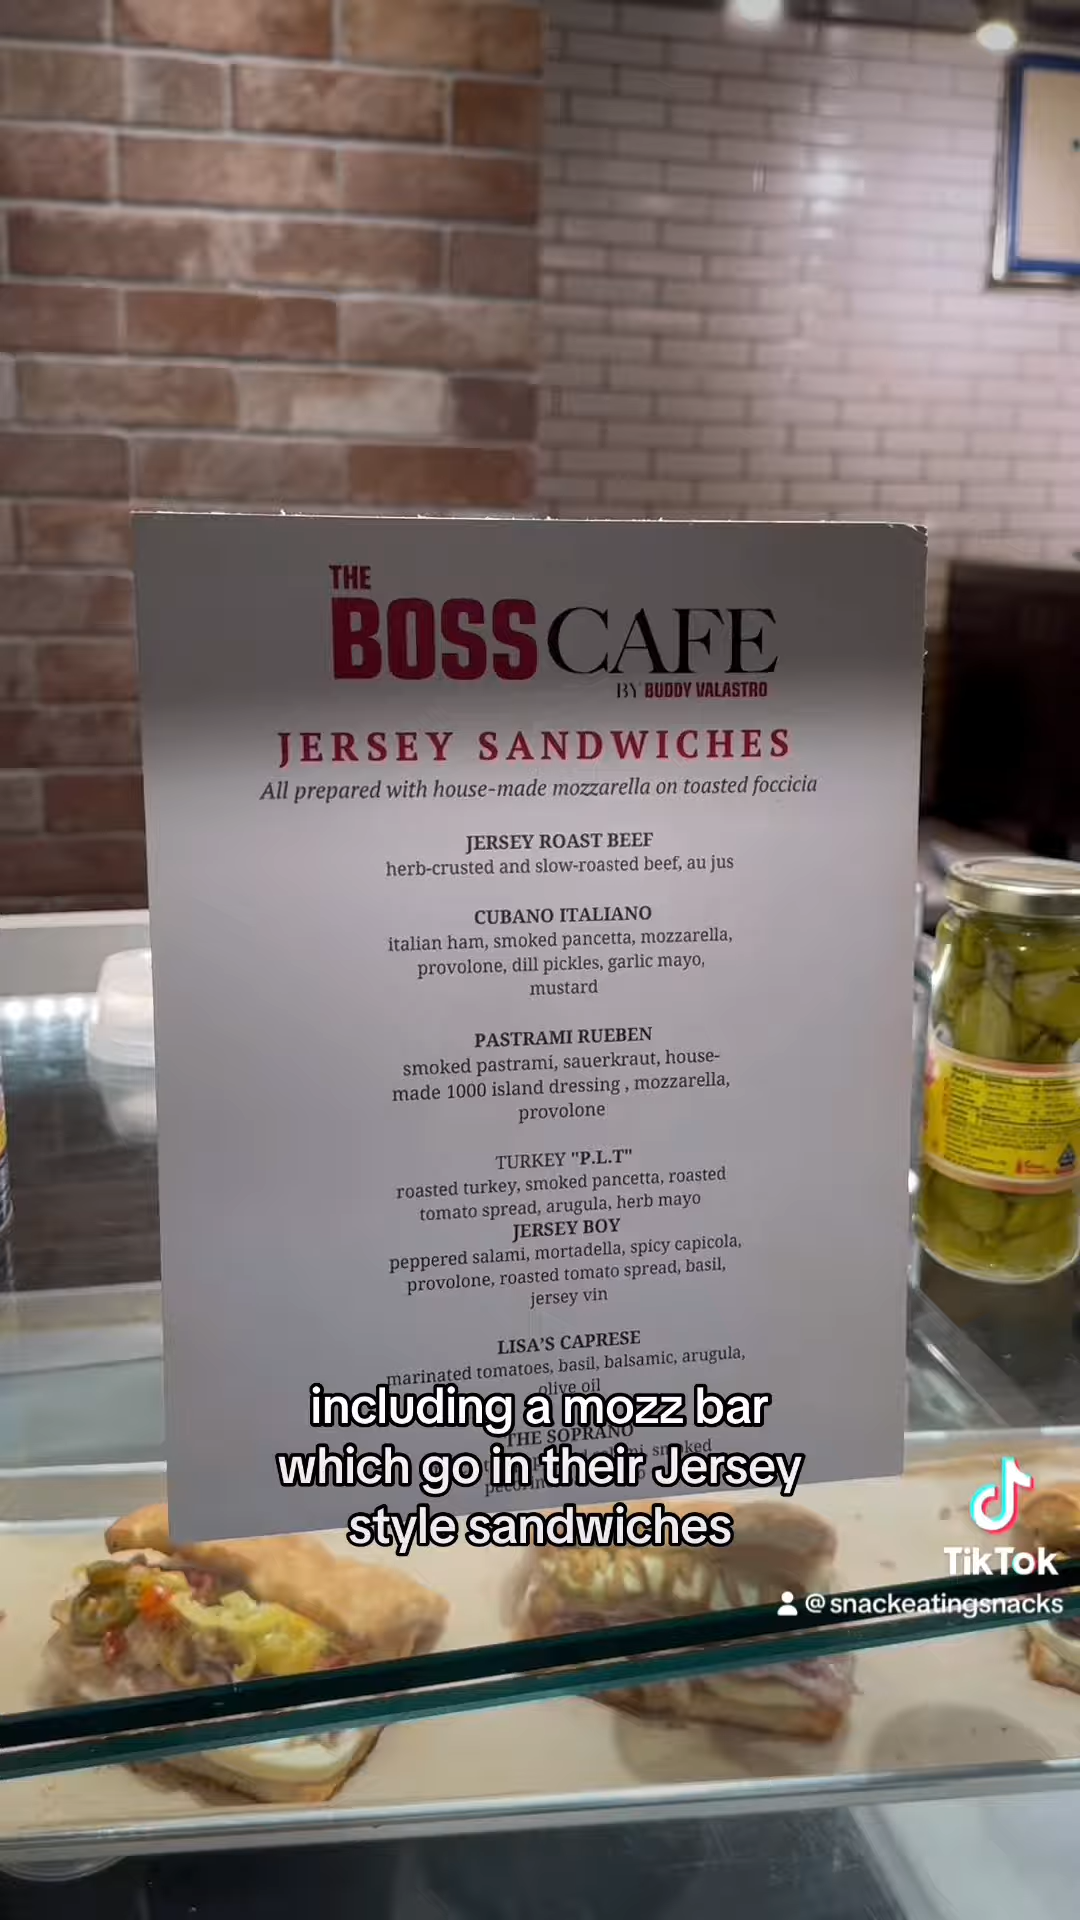 THE
BOSS CAFE
BY BUDDY VALASTRO
JERSEY SANDWICHES
All prepared with house-made mozzarella on toasted foccicia
JERSEY ROAST BEEF
herb-crusted and slow-roasted beef, au jus
CUBANO ITALIANO
italian ham, smoked pancetta, mozzarella,
provolone, dill pickles, garlic mayo,
mustard
PASTRAMI RUEBEN
smoked pastrami, sauerkraut, house-
made 1000 island dressing , mozzarella,
provolone
TURKEY "P.L.T"
roasted turkey, smoked pancetta, roasted
tomato spread, arugula, herb mayo
JERSEY BOY
peppered salami, mortadella, spicy capicola,
provolone, roasted tomato spread, basil,
jersey vin
LISA'S CAPRESE
marinated tomatoes, basil, balsamic, arugula,
olive oil
THE SOPRANO
smoked
including a mozz bar
which go in their Jersey
style sandwiches
TikTok
@snackeatingsnacks